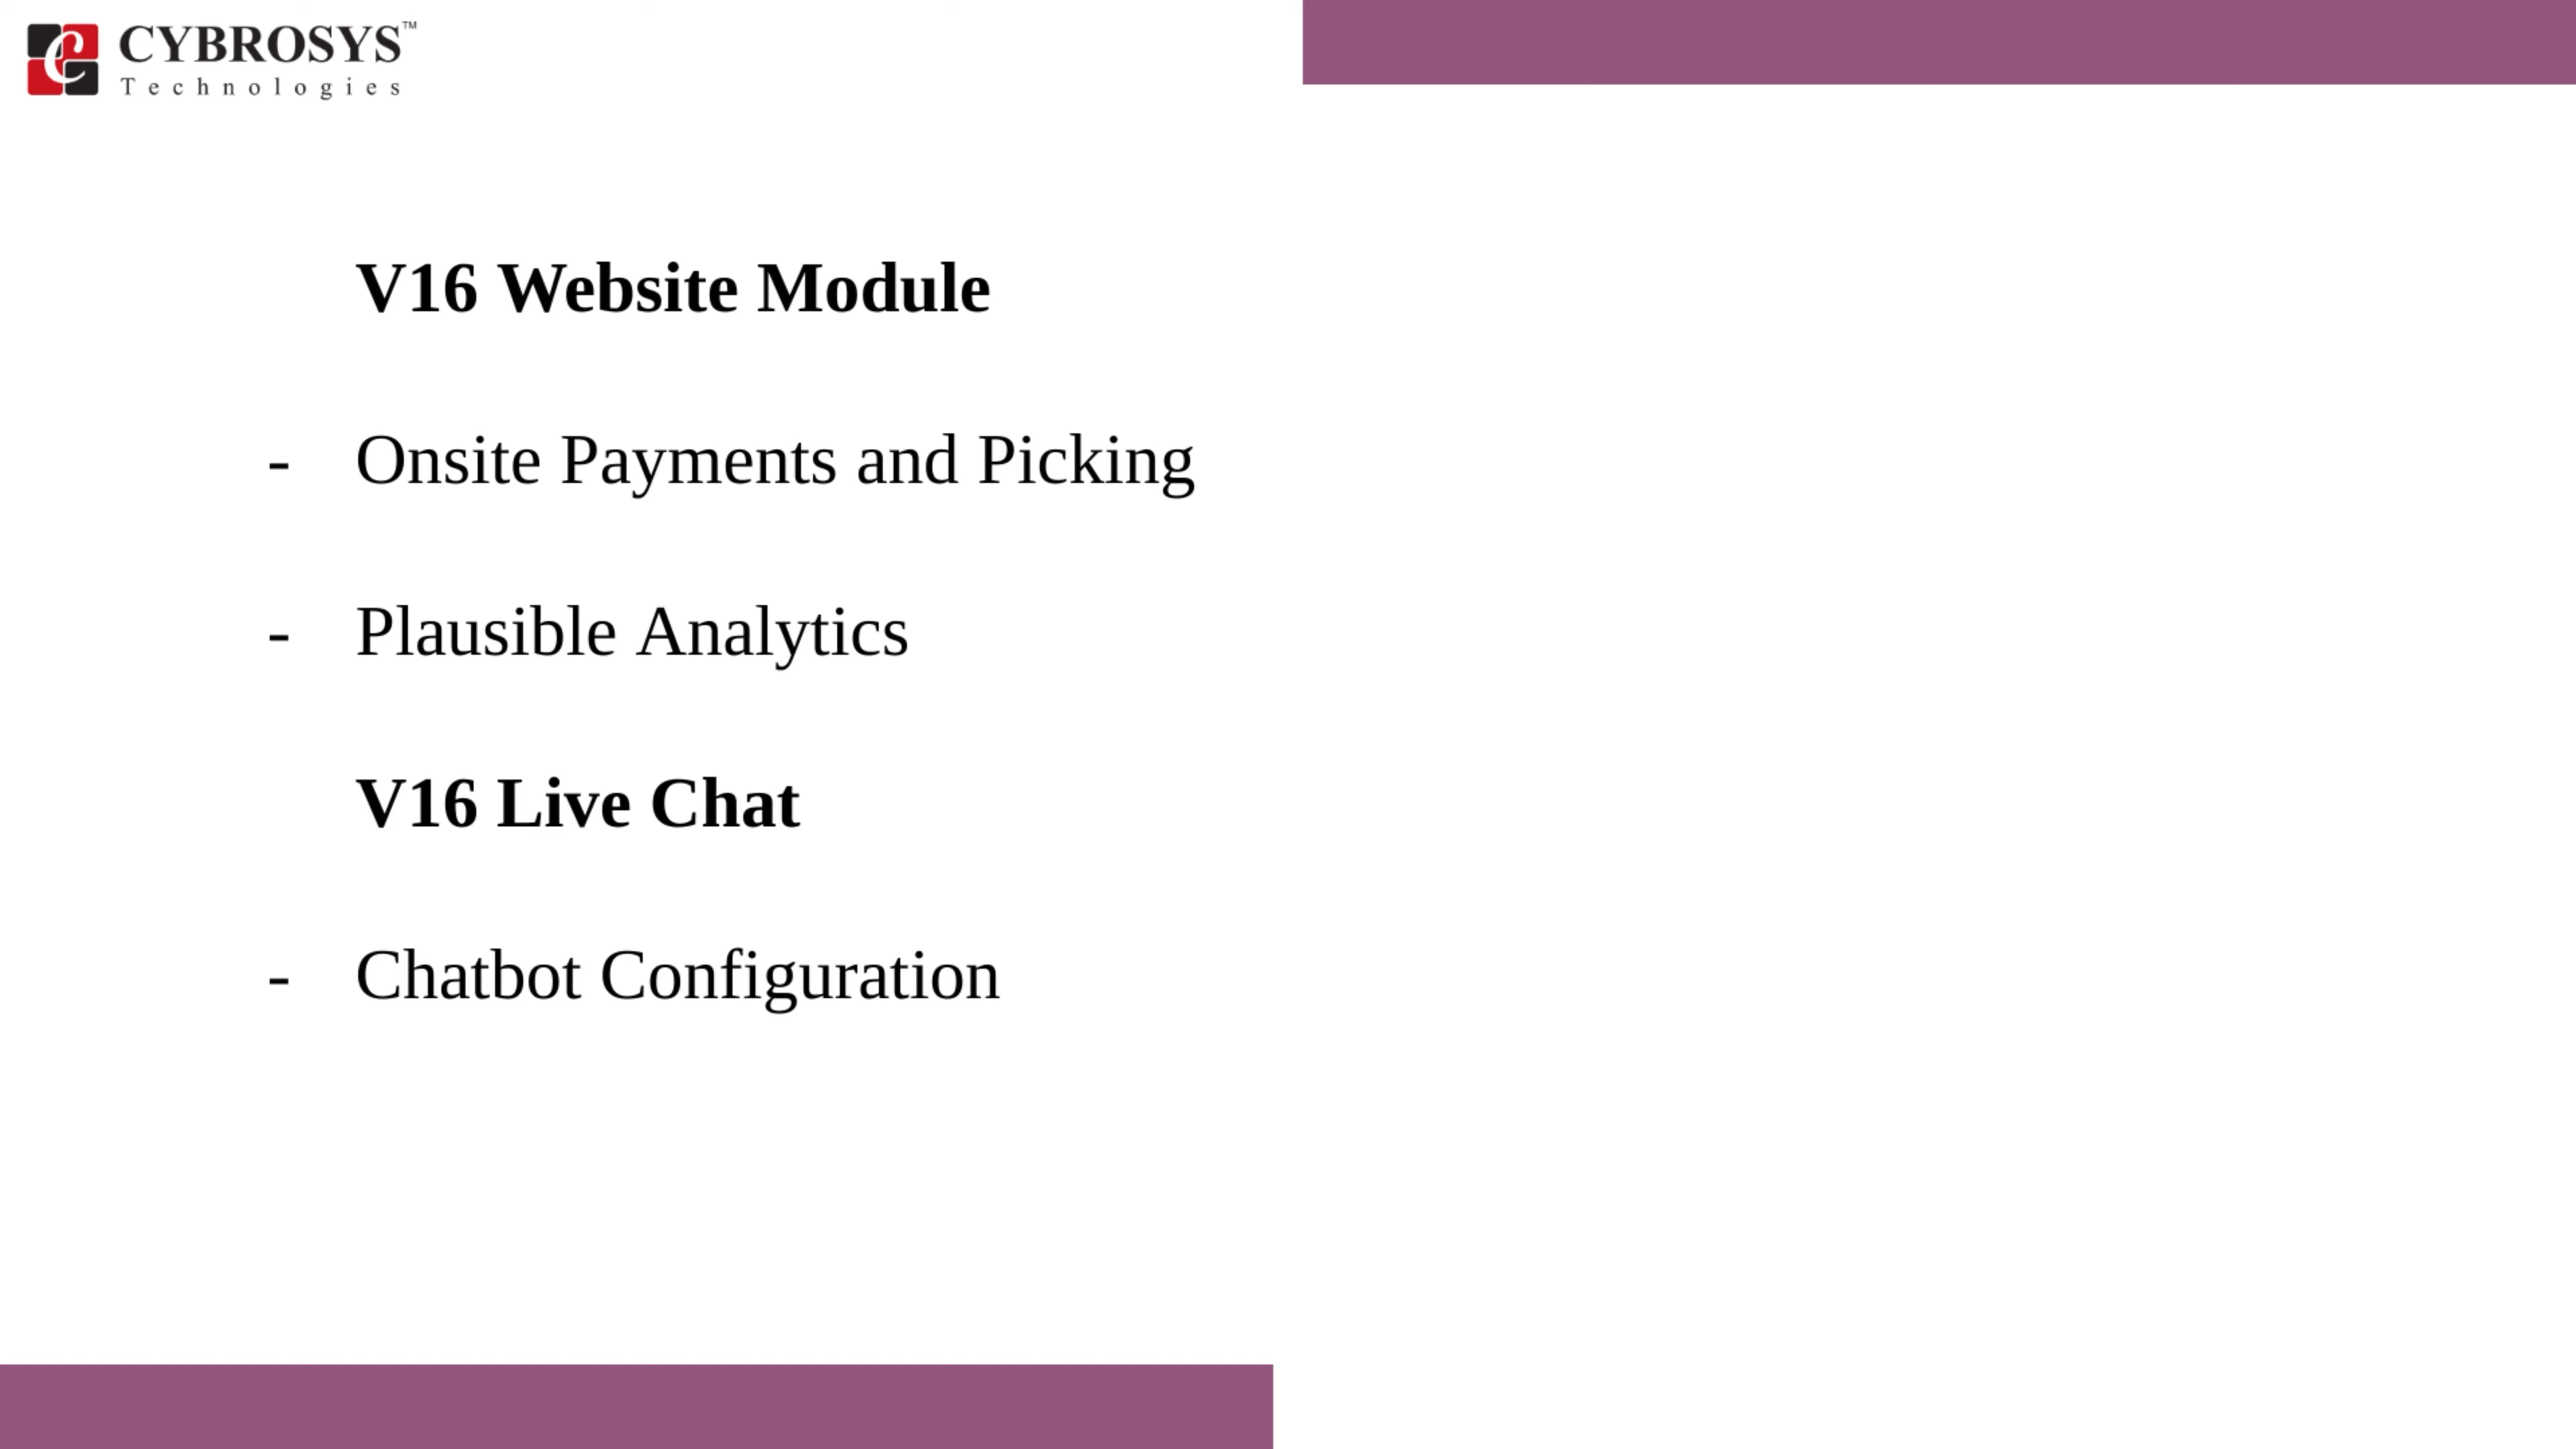 CYBROSYS™
Technologies
V16 Website Module
- Onsite Payments and Picking
- Plausible Analytics
V16 Live Chat
- Chatbot Configuration